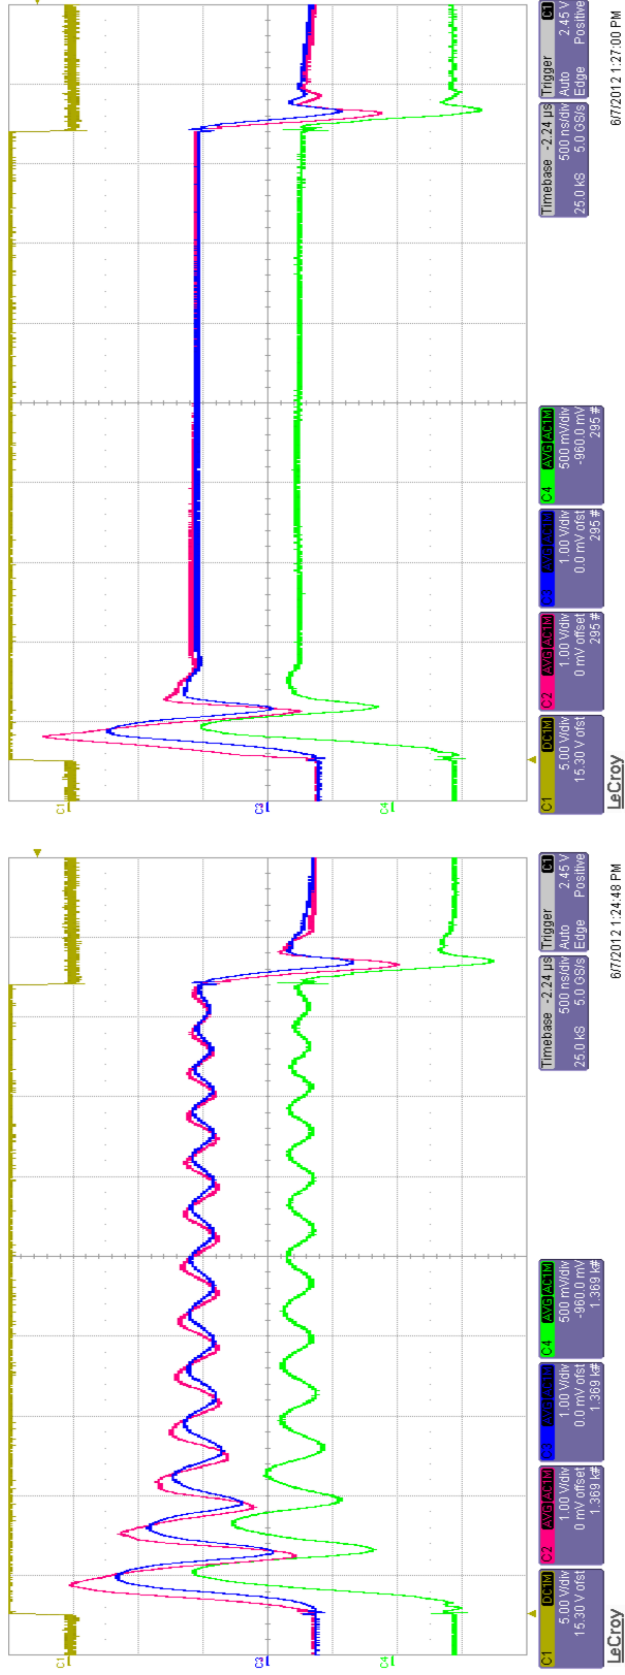 C1
C3
C4
C1 DC1M
5.00 V/div
15.30 V ofst
C2 AVG AC1M
1.00 V/div
0 mV offset
1.369 k#
C3 AVG AC1M
1.00 V/div
0.0 mV ofst
1.369 k#
C4 AVG AC1M
500 mV/div
-960.0 mV
1.369 k#
Timebase -2.24 µs
500 ns/div
25.0 kS 5.0 GS/s
Trigger C1
Auto 2.45 V
Edge Positive
LeCroy
6/7/2012 1:24:48 PM
C1
C3
C4
C1 DC1M
5.00 V/div
15.30 V ofst
C2 AVG AC1M
1.00 V/div
0 mV offset
295 #
C3 AVG AC1M
1.00 V/div
0.0 mV ofst
295 #
C4 AVG AC1M
500 mV/div
-960.0 mV
295 #
Timebase -2.24 µs
500 ns/div
25.0 kS 5.0 GS/s
Trigger C1
Auto 2.45 V
Edge Positive
LeCroy
6/7/2012 1:27:00 PM